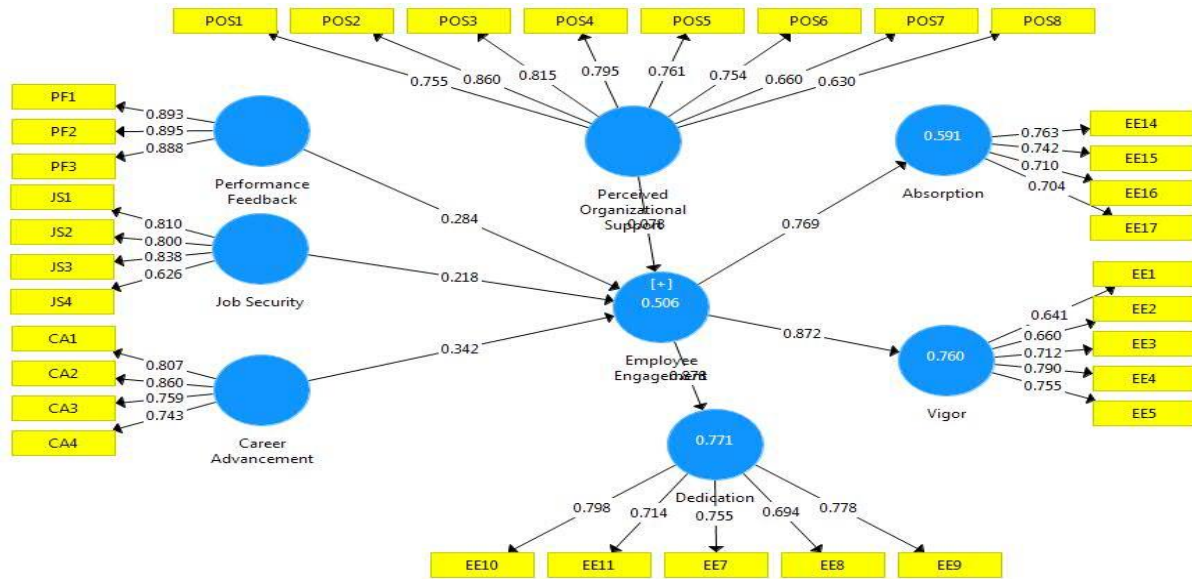 POS1 POS2 POS3 POS4 POS5 POS6 POS7 POS8
0.755 0.860 0.815 0.795 0.761 0.754 0.660 0.630
PF1
PF2
PF3
0.893
0.895
0.888
Performance
Feedback
JS1
JS2
JS3
JS4
0.810
0.800
0.838
0.626
Job Security
CA1
CA2
CA3
CA4
0.807
0.860
0.759
0.743
Career
Advancement
0.284
0.218
0.342
Perceived
Organizational
Support
0.078
[+]
0.506
Employee
Engagement
0.878
0.769
0.872
0.591
Absorption
0.763
0.742
0.710
0.704
EE14
EE15
EE16
EE17
0.760
Vigor
0.641
0.660
0.712
0.790
0.755
EE1
EE2
EE3
EE4
EE5
0.771
Dedication
0.798 0.714 0.755 0.694 0.778
EE10 EE11 EE7 EE8 EE9